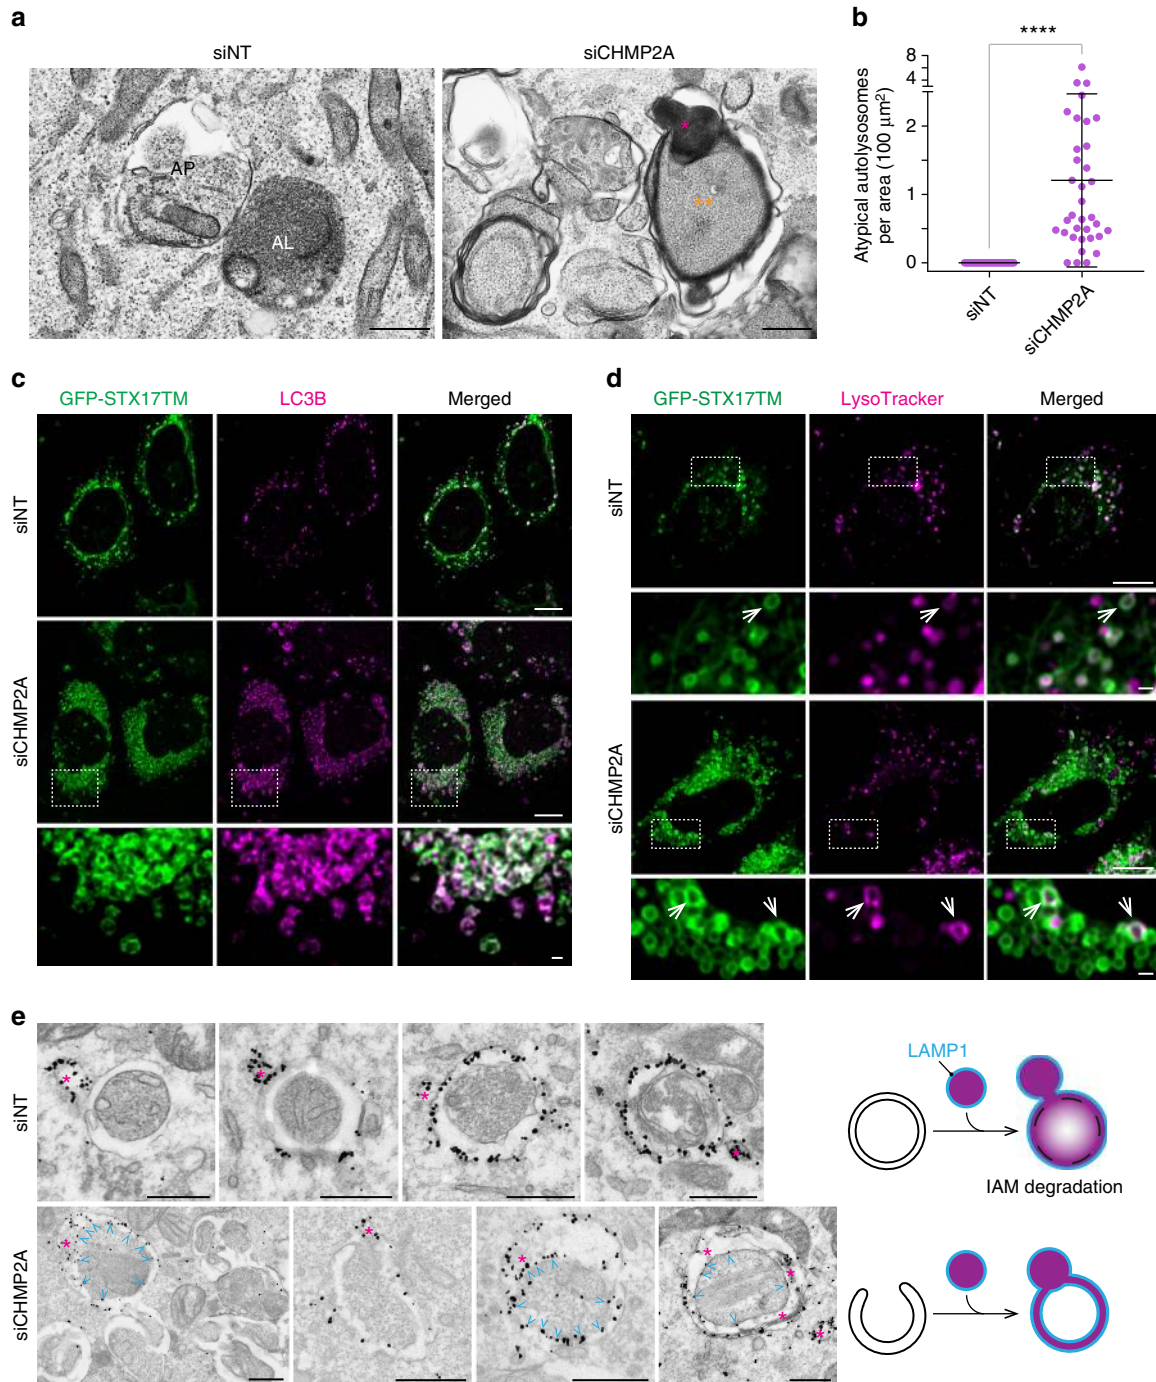 a
siNT
siCHMP2A
AP
AL
*
**
b
****
Atypical autolysosomes
per area (100 µm²)
8
4
2
1
0
siNT
siCHMP2A
c
GFP-STX17TM
LC3B
Merged
siNT
siCHMP2A
d
GFP-STX17TM
LysoTracker
Merged
siNT
siCHMP2A
e
siNT
*
*
*
*
siCHMP2A
*
*
*
*
*
*
*
LAMP1
IAM degradation